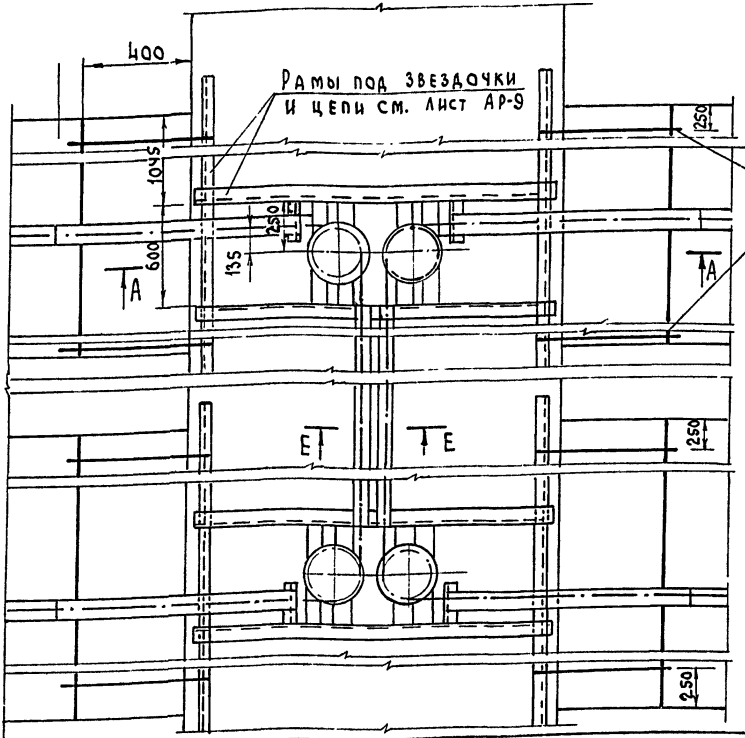 400
Рамы под звездочки
и цепи см. лист АР-9
250
1045
250
600
135
А
А
Е
Е
250
250